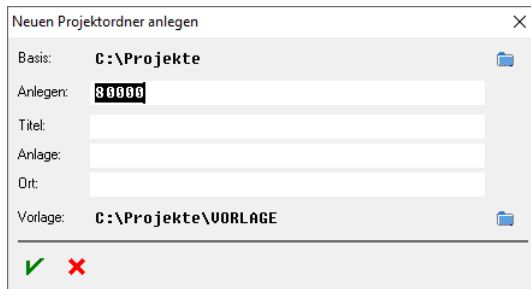 Neuen Projektordner anlegen
Basis: C:\Projekte
Anlegen: 80000
Titel:
Anlage:
Ort:
Vorlage: C:\Projekte\VORLAGE